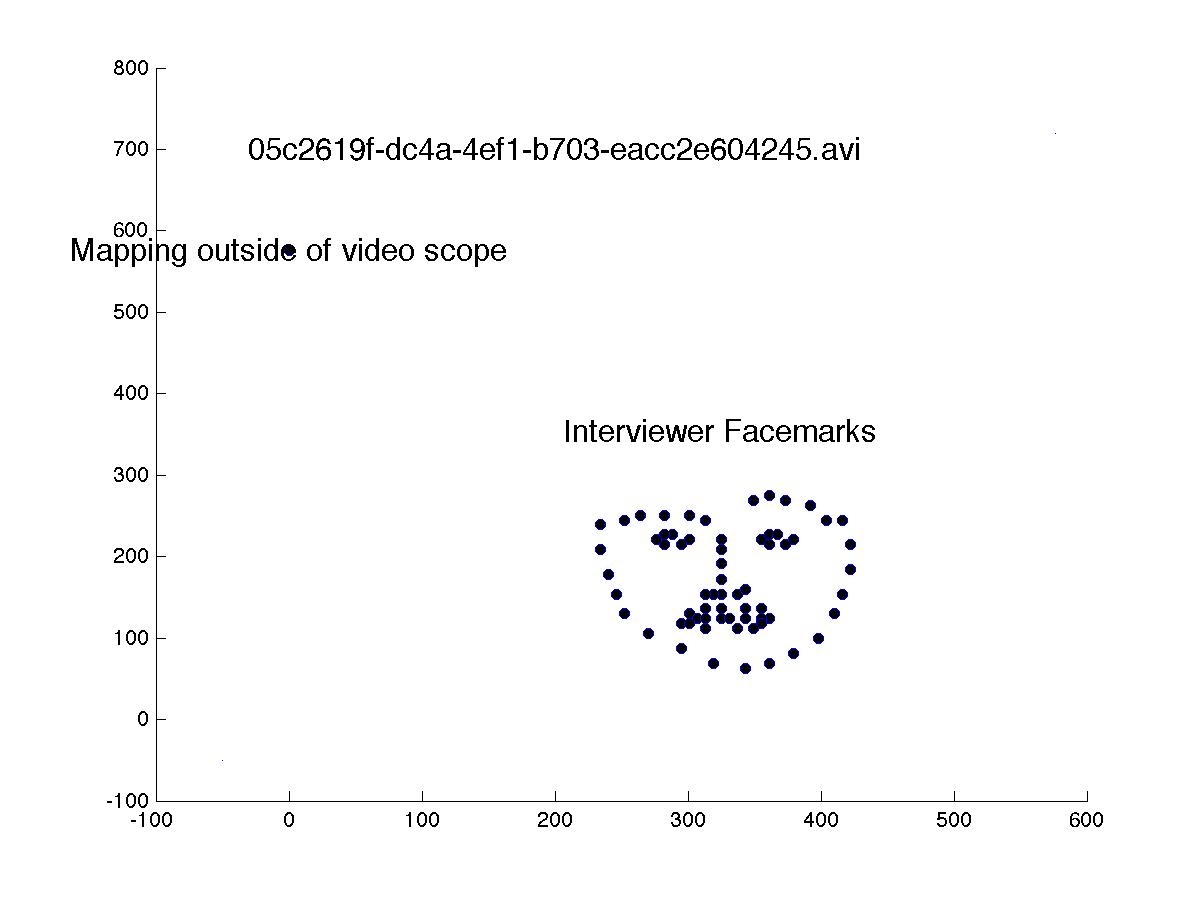 800
700
05c2619f-dc4a-4ef1-b703-eacc2e604245.avi
600
Mapping outside of video scope
500
400
Interviewer Facemarks
300
200
100
0
-100
-100 0 100 200 300 400 500 600